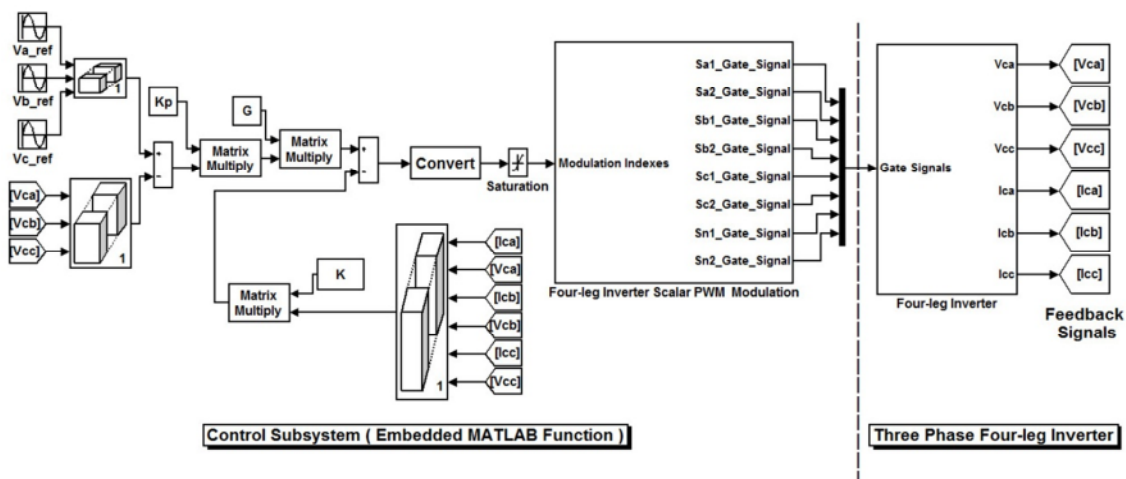 Va_ref
Vb_ref
Vc_ref
1
[Vca]
[Vcb]
[Vcc]
1
+
-
Kp
Matrix
Multiply
G
Matrix
Multiply
+
-
Convert
Saturation
K
Matrix
Multiply
[Ica]
[Vca]
[Icb]
[Vcb]
[Icc]
[Vcc]
1
Modulation Indexes
Sa1_Gate_Signal
Sa2_Gate_Signal
Sb1_Gate_Signal
Sb2_Gate_Signal
Sc1_Gate_Signal
Sc2_Gate_Signal
Sn1_Gate_Signal
Sn2_Gate_Signal
Four-leg Inverter Scalar PWM Modulation
Gate Signals
Vca
Vcb
Vcc
Ica
Icb
Icc
Four-leg Inverter
[Vca]
[Vcb]
[Vcc]
[Ica]
[Icb]
[Icc]
Feedback
Signals
Control Subsystem ( Embedded MATLAB Function )
Three Phase Four-leg Inverter